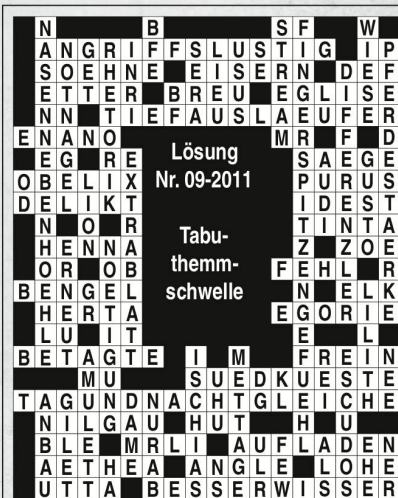 N B S F W
ANGRIFFSLUSTIG IP
SOEHNE EISERN DEF
ETTER BREU EGLISE
NN TIEFAUSLAEUFER
ENANO MR F D
EG RE SAEGE
OBELIX PURUS
DELIKT IDEST
N O R TINTA
HENNA Z ZOE
OR OB FEHL R
BENGEL N ELK
HERTA EGORIE
LU IT E L
BETAGTE I M FREIN
MU SUEDKUESTE
TAGUNDNACHTGLEICHE
NILGAU HUT H U
BLE MRLI AUFLADEN
AETHEA ANGLE LOHE
UTTA BESSERWISSER
Lösung
Nr. 09-2011
Tabu-
themm-
schwelle